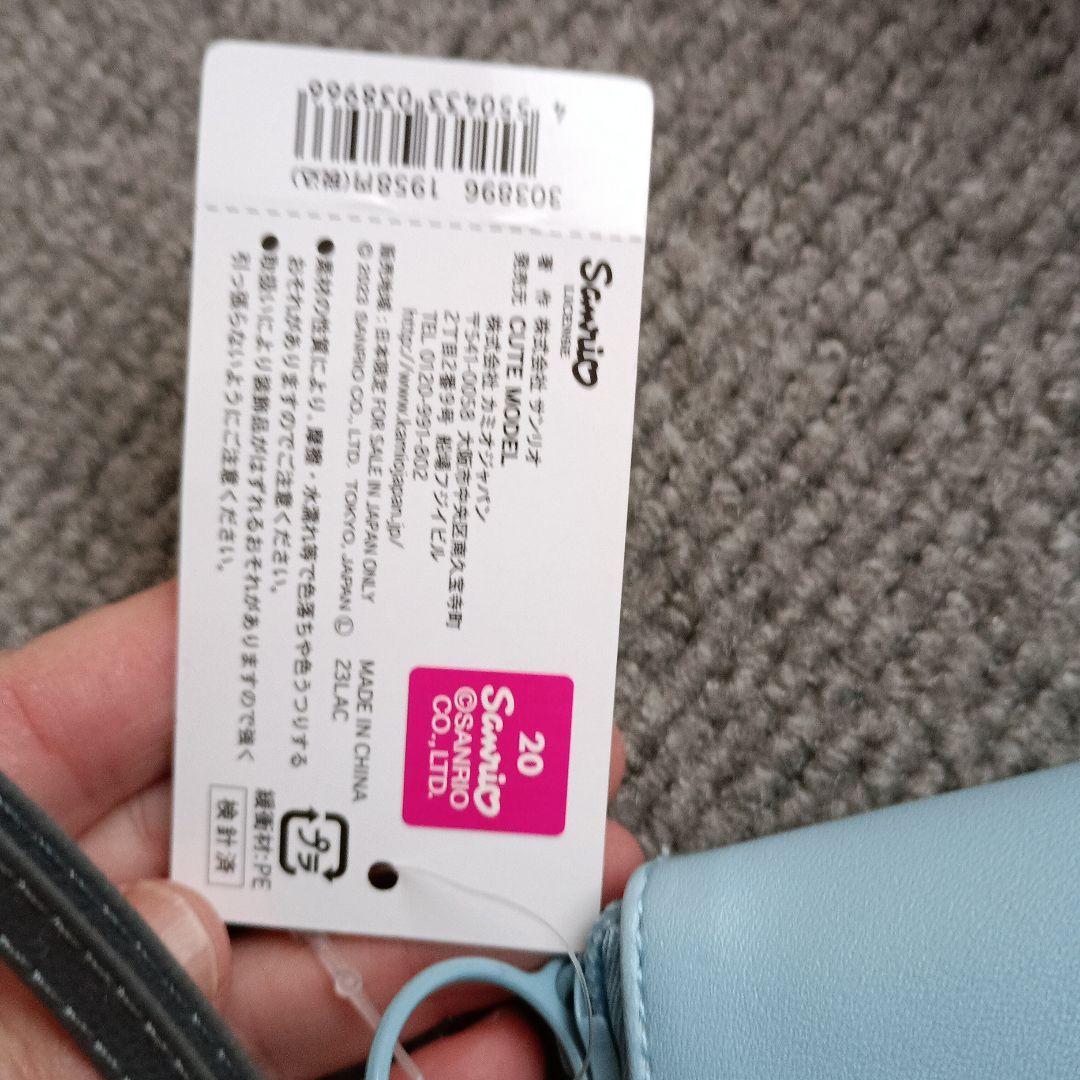 Sanrio
LICENSEE
著 作 株式会社 サンリオ
発売元 CUTE MODEL
株式会社 カミオジャパン
〒541-0058 大阪市中央区南久宝寺町
2丁目2番9号 船場フジイビル
TEL 0120-991-802
http://www.kamiojapan.jp/
販売地域：日本限定 FOR SALE IN JAPAN ONLY
© 2023 SANRIO CO., LTD. TOKYO, JAPAN Ⓛ
MADE IN CHINA
23LAC
●素材の性質により、摩擦・水濡れ等で色落ちや色うつりする
おそれがありますのでご注意ください。
●お扱いにより装飾品がはずれるおそれがありますので強く
引っ張らないようにご注意ください。
20
Sanrio
©SANRIO
CO., LTD.
プラ
緩衝材:PE
検針済
303896 1958円(税込)
4 550433 038966